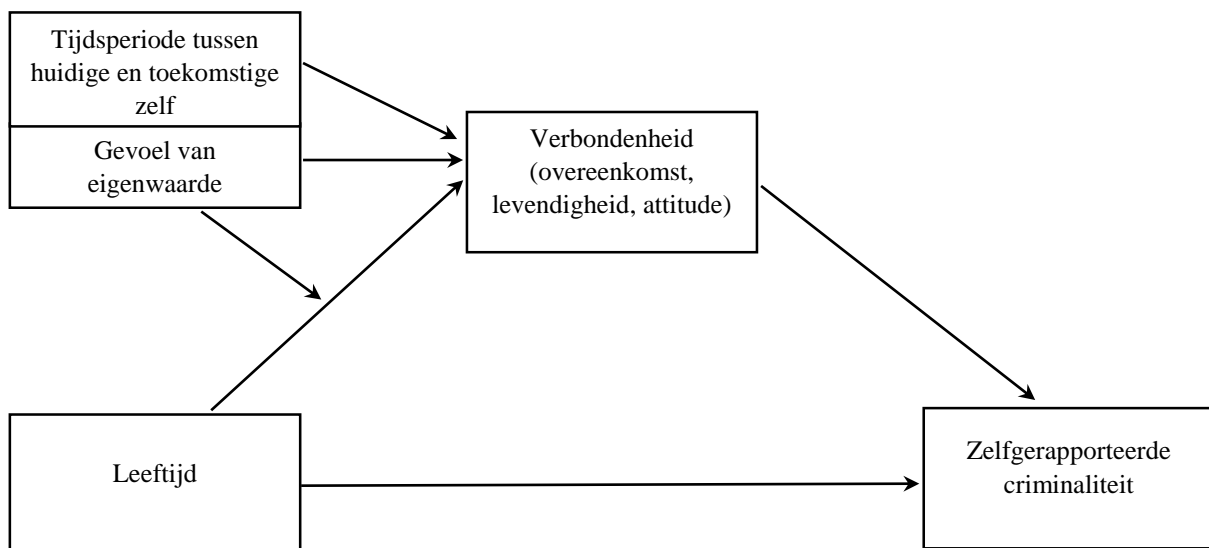 Tijdsperiode tussen
huidige en toekomstige
zelf
Gevoel van
eigenwaarde
Verbondenheid
(overeenkomst,
levendigheid, attitude)
Leeftijd
Zelfgerapporteerde
criminaliteit